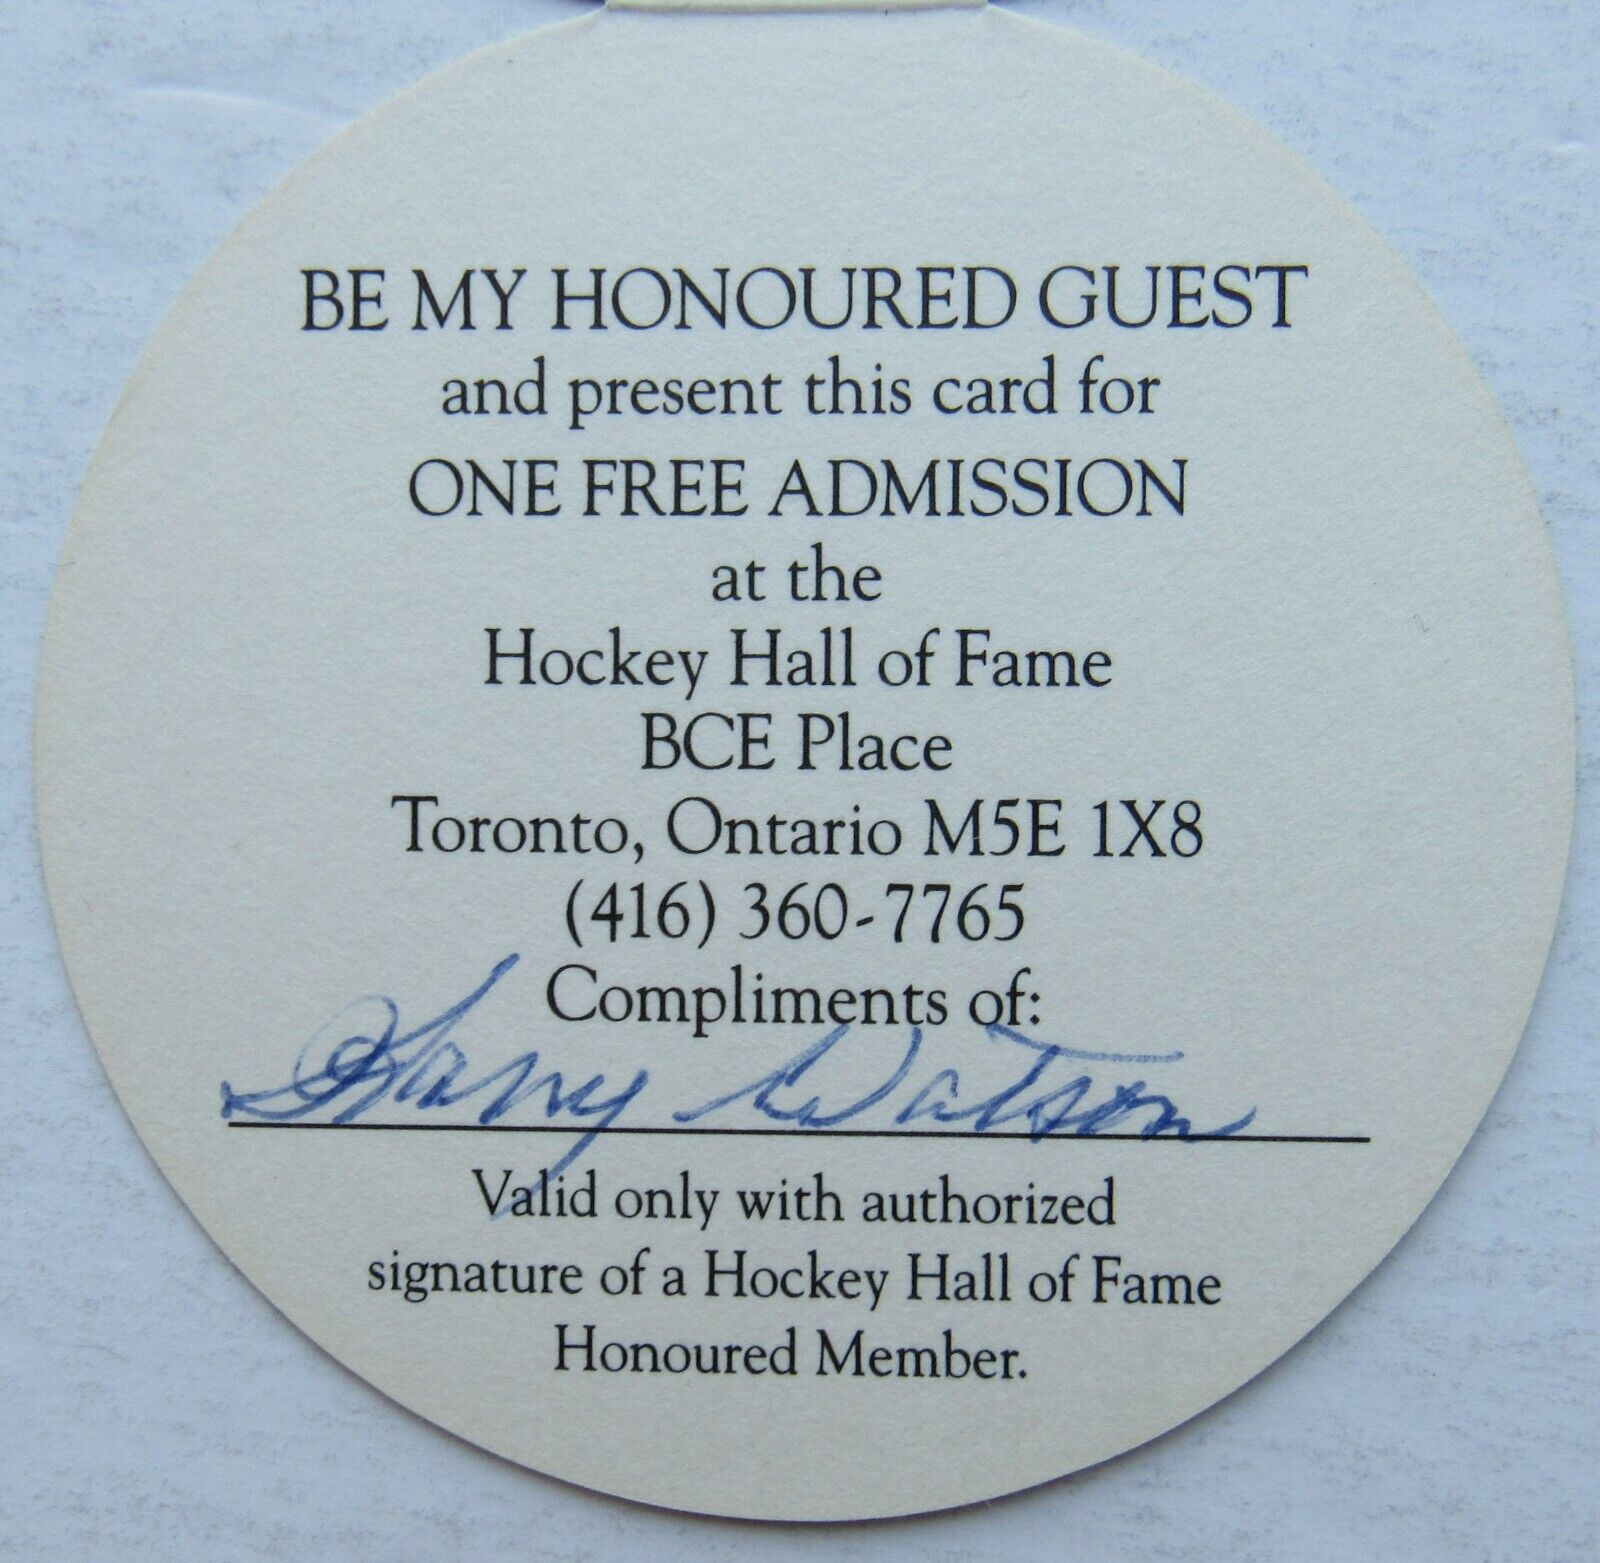 BE MY HONOURED GUEST
and present this card for
ONE FREE ADMISSION
at the
Hockey Hall of Fame
BCE Place
Toronto, Ontario M5E 1X8
(416) 360-7765
Compliments of:
Harry Watson
Valid only with authorized
signature of a Hockey Hall of Fame
Honoured Member.